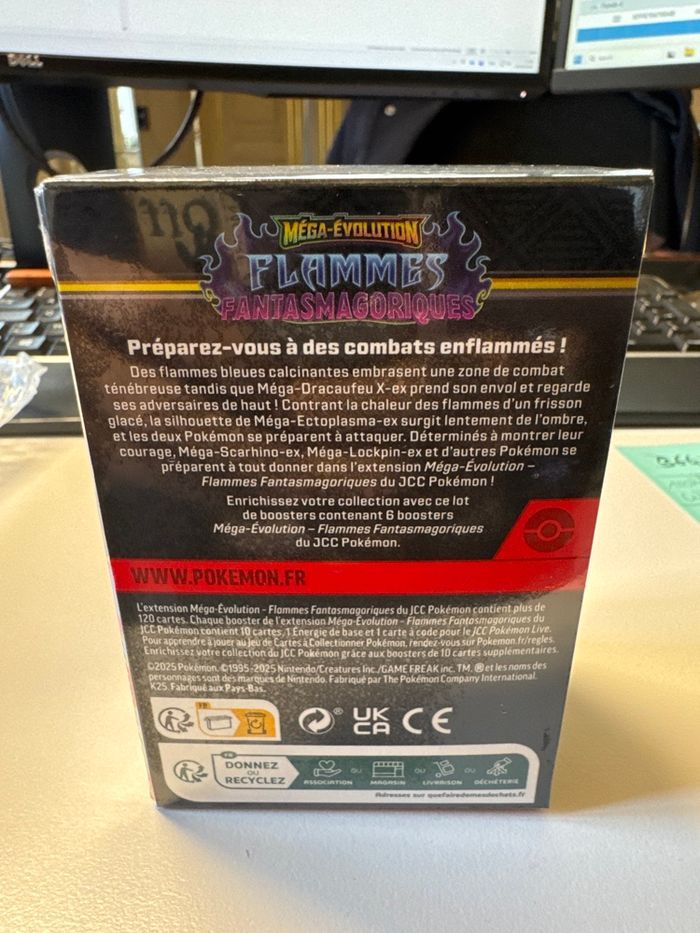 DELL
MÉGA-ÉVOLUTION
FLAMMES
FANTASMAGORIQUES
Préparez-vous à des combats enflammés !
Des flammes bleues calcinantes embrasent une zone de combat
ténébreuse tandis que Méga-Dracaufeu X-ex prend son envol et regarde
ses adversaires de haut ! Contrant la chaleur des flammes d'un frisson
glacé, la silhouette de Méga-Ectoplasma-ex surgit lentement de l'ombre,
et les deux Pokémon se préparent à attaquer. Déterminés à montrer leur
courage, Méga-Scarhino-ex, Méga-Lockpin-ex et d'autres Pokémon se
préparent à tout donner dans l'extension Méga-Évolution –
Flammes Fantasmagoriques du JCC Pokémon !
Enrichissez votre collection avec ce lot
de boosters contenant 6 boosters
Méga-Évolution – Flammes Fantasmagoriques
du JCC Pokémon.
WWW.POKEMON.FR
L'extension Méga-Évolution - Flammes Fantasmagoriques du JCC Pokémon contient plus de
120 cartes. Chaque booster de l'extension Méga-Évolution - Flammes Fantasmagoriques du
JCC Pokémon contient 10 cartes, 1 Énergie de base et 1 carte à code pour le JCC Pokémon Live.
Pour apprendre à jouer au Jeu de Cartes à Collectionner Pokémon, rendez-vous sur Pokemon.fr/regles.
Enrichissez votre collection du JCC Pokémon grâce aux boosters de 10 cartes supplémentaires.
©2025 Pokémon. ©1995-2025 Nintendo/Creatures Inc./GAME FREAK inc. TM, ® et les noms des
personnages sont des marques de Nintendo. Fabriqué par The Pokémon Company International.
K25. Fabriqué aux Pays-Bas.
FR
® UK CA CE
FR
DONNEZ
OU
RECYCLEZ
ASSOCIATION OU MAGASIN OU LIVRAISON OU DÉCHÈTERIE
Adresses sur quefairedemesdechets.fr